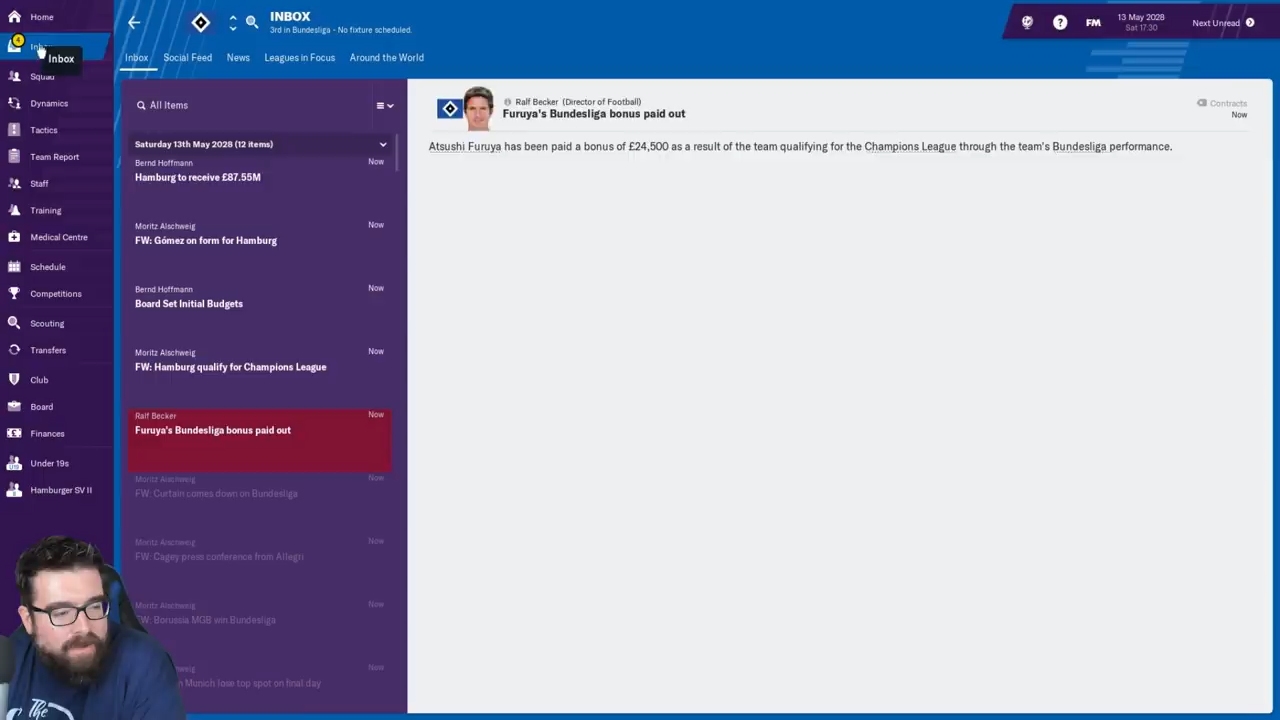 Home
INBOX
3rd in Bundesliga - No fixture scheduled.
FM
13 May 2028
Sat 17:30
Next Unread
4
Inbox
Squad
Dynamics
Tactics
Team Report
Staff
Training
Medical Centre
Schedule
Competitions
Scouting
Transfers
Club
Board
Finances
Under 19s
Hamburger SV II
Inbox
Social Feed
News
Leagues in Focus
Around the World
All Items
Saturday 13th May 2028 (12 items)
Bernd Hoffmann
Now
Hamburg to receive £87.55M
Moritz Alschweig
Now
FW: Gómez on form for Hamburg
Bernd Hoffmann
Now
Board Set Initial Budgets
Moritz Alschweig
Now
FW: Hamburg qualify for Champions League
Ralf Becker
Now
Furuya's Bundesliga bonus paid out
Moritz Alschweig
Now
FW: Curtain comes down on Bundesliga
Moritz Alschweig
Now
FW: Cagey press conference from Allegri
Moritz Alschweig
Now
FW: Borussia MGB win Bundesliga
Now
Munich lose top spot on final day
Ralf Becker (Director of Football)
Furuya's Bundesliga bonus paid out
Contracts
Now
Atsushi Furuya has been paid a bonus of £24,500 as a result of the team qualifying for the Champions League through the team's Bundesliga performance.